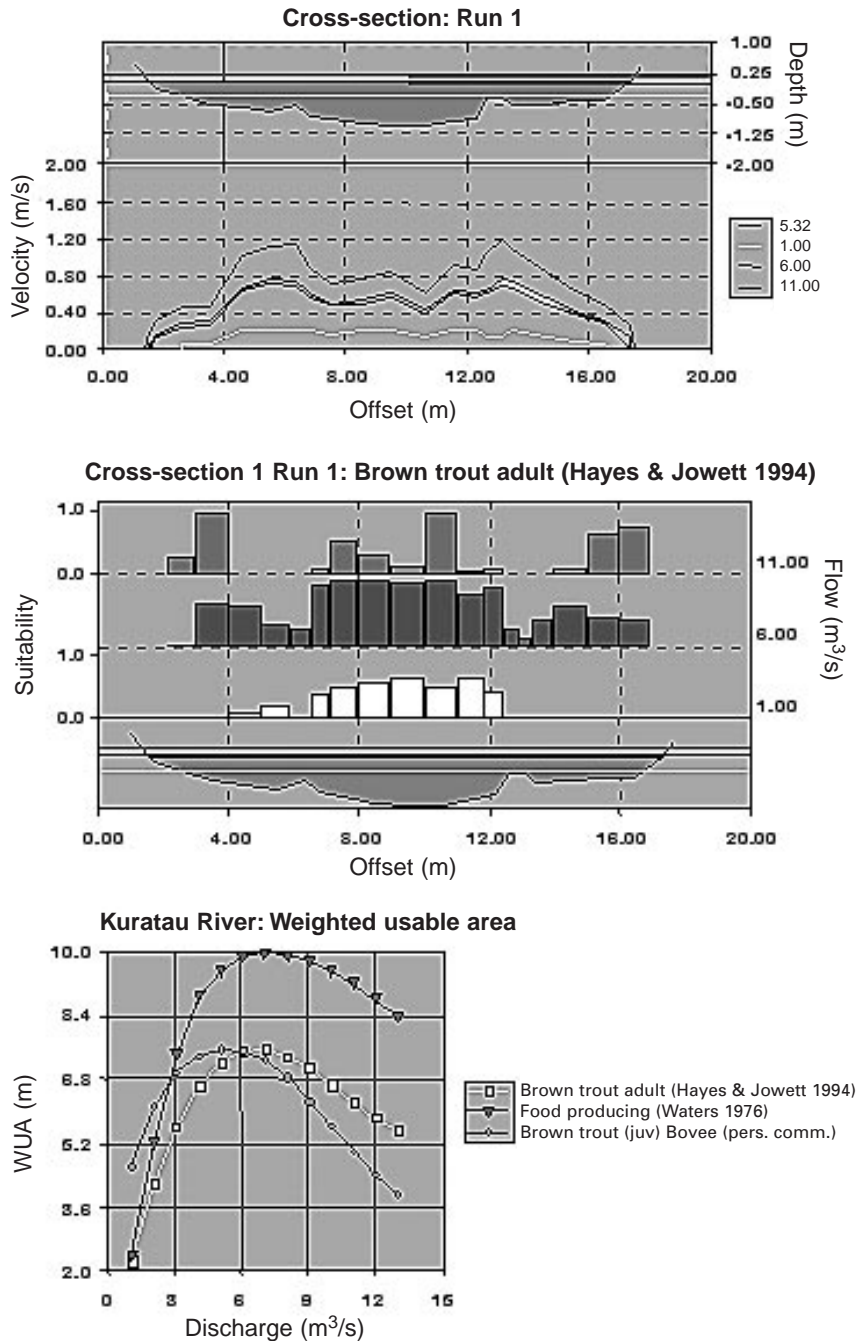 Cross-section: Run 1
1.00
0.25
-0.50
-1.25
-2.00
Depth (m)
2.00
1.60
1.20
0.80
0.40
0.00
Velocity (m/s)
0.00 4.00 8.00 12.00 16.00 20.00
Offset (m)
5.32
1.00
6.00
11.00
Cross-section 1 Run 1: Brown trout adult (Hayes & Jowett 1994)
1.0
0.0
1.0
0.0
Suitability
11.00
6.00
1.00
Flow (m³/s)
0.00 4.00 8.00 12.00 16.00 20.00
Offset (m)
Kuratau River: Weighted usable area
10.0
8.4
6.8
5.2
3.6
2.0
WUA (m)
0 3 6 9 12 15
Discharge (m³/s)
Brown trout adult (Hayes & Jowett 1994)
Food producing (Waters 1976)
Brown trout (juv) Bovee (pers. comm.)